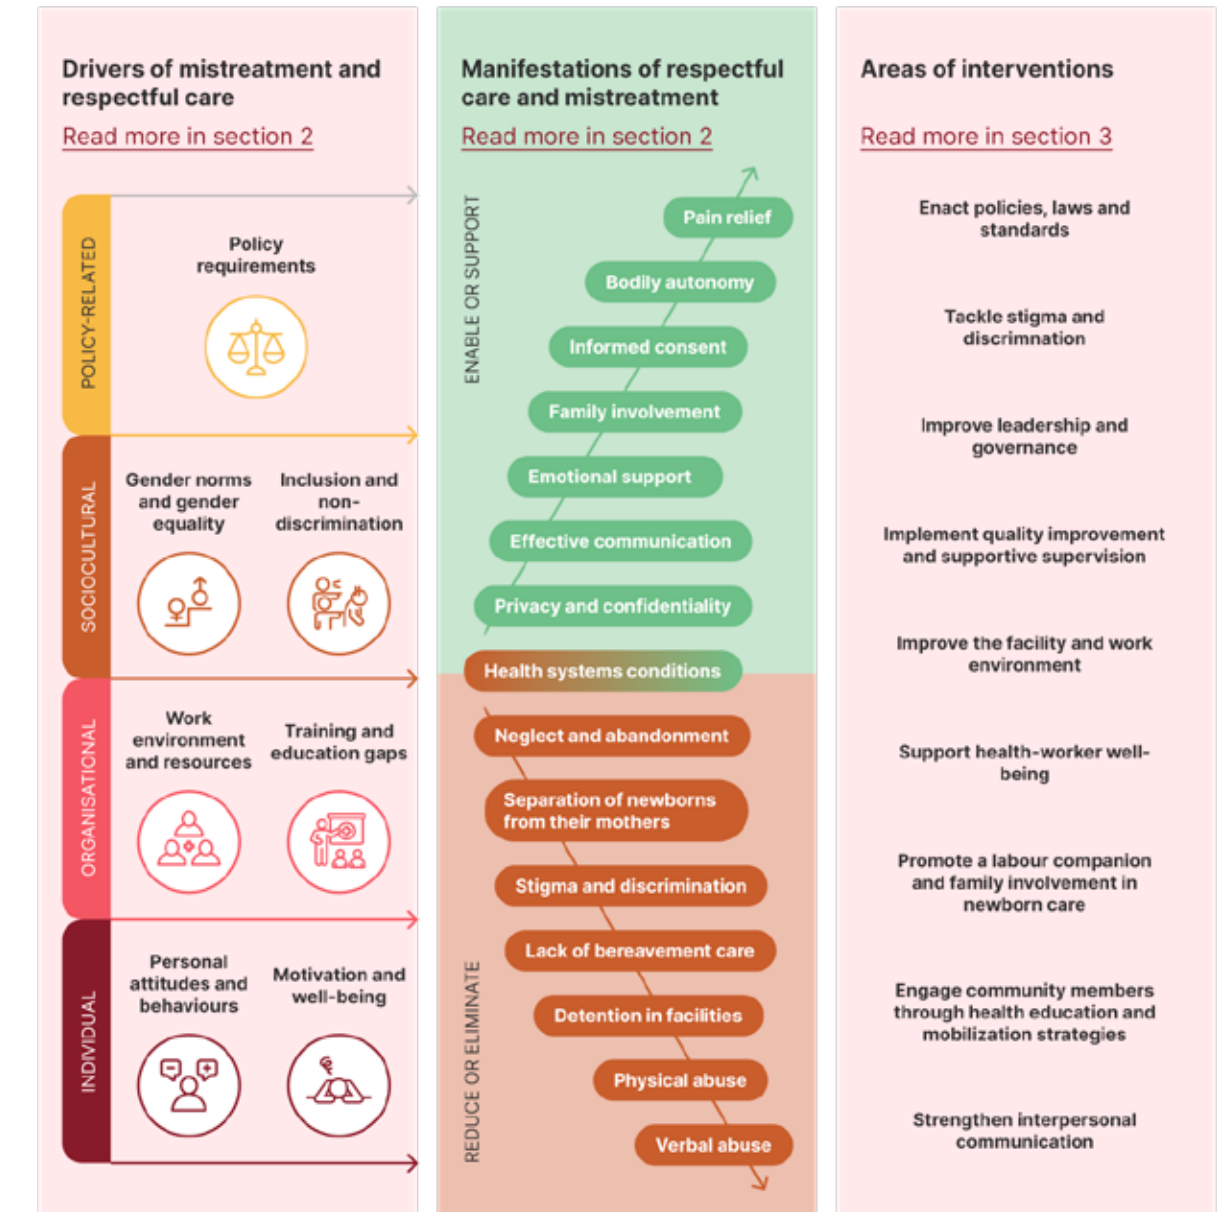 Drivers of mistreatment and
respectful care
Read more in section 2
POLICY-RELATED
Policy
requirements
SOCIOCULTURAL
Gender norms
and gender
equality
Inclusion and
non-
discrimination
ORGANISATIONAL
Work
environment
and resources
Training and
education gaps
INDIVIDUAL
Personal
attitudes and
behaviours
Motivation and
well-being
Manifestations of respectful
care and mistreatment
Read more in section 2
ENABLE OR SUPPORT
Pain relief
Bodily autonomy
Informed consent
Family involvement
Emotional support
Effective communication
Privacy and confidentiality
Health systems conditions
Neglect and abandonment
Separation of newborns
from their mothers
Stigma and discrimination
Lack of bereavement care
Detention in facilities
Physical abuse
Verbal abuse
REDUCE OR ELIMINATE
Areas of interventions
Read more in section 3
Enact policies, laws and
standards
Tackle stigma and
discrimnation
Improve leadership and
governance
Implement quality improvement
and supportive supervision
Improve the facility and work
environment
Support health-worker well-
being
Promote a labour companion
and family involvement in
newborn care
Engage community members
through health education and
mobilization strategies
Strengthen interpersonal
communication